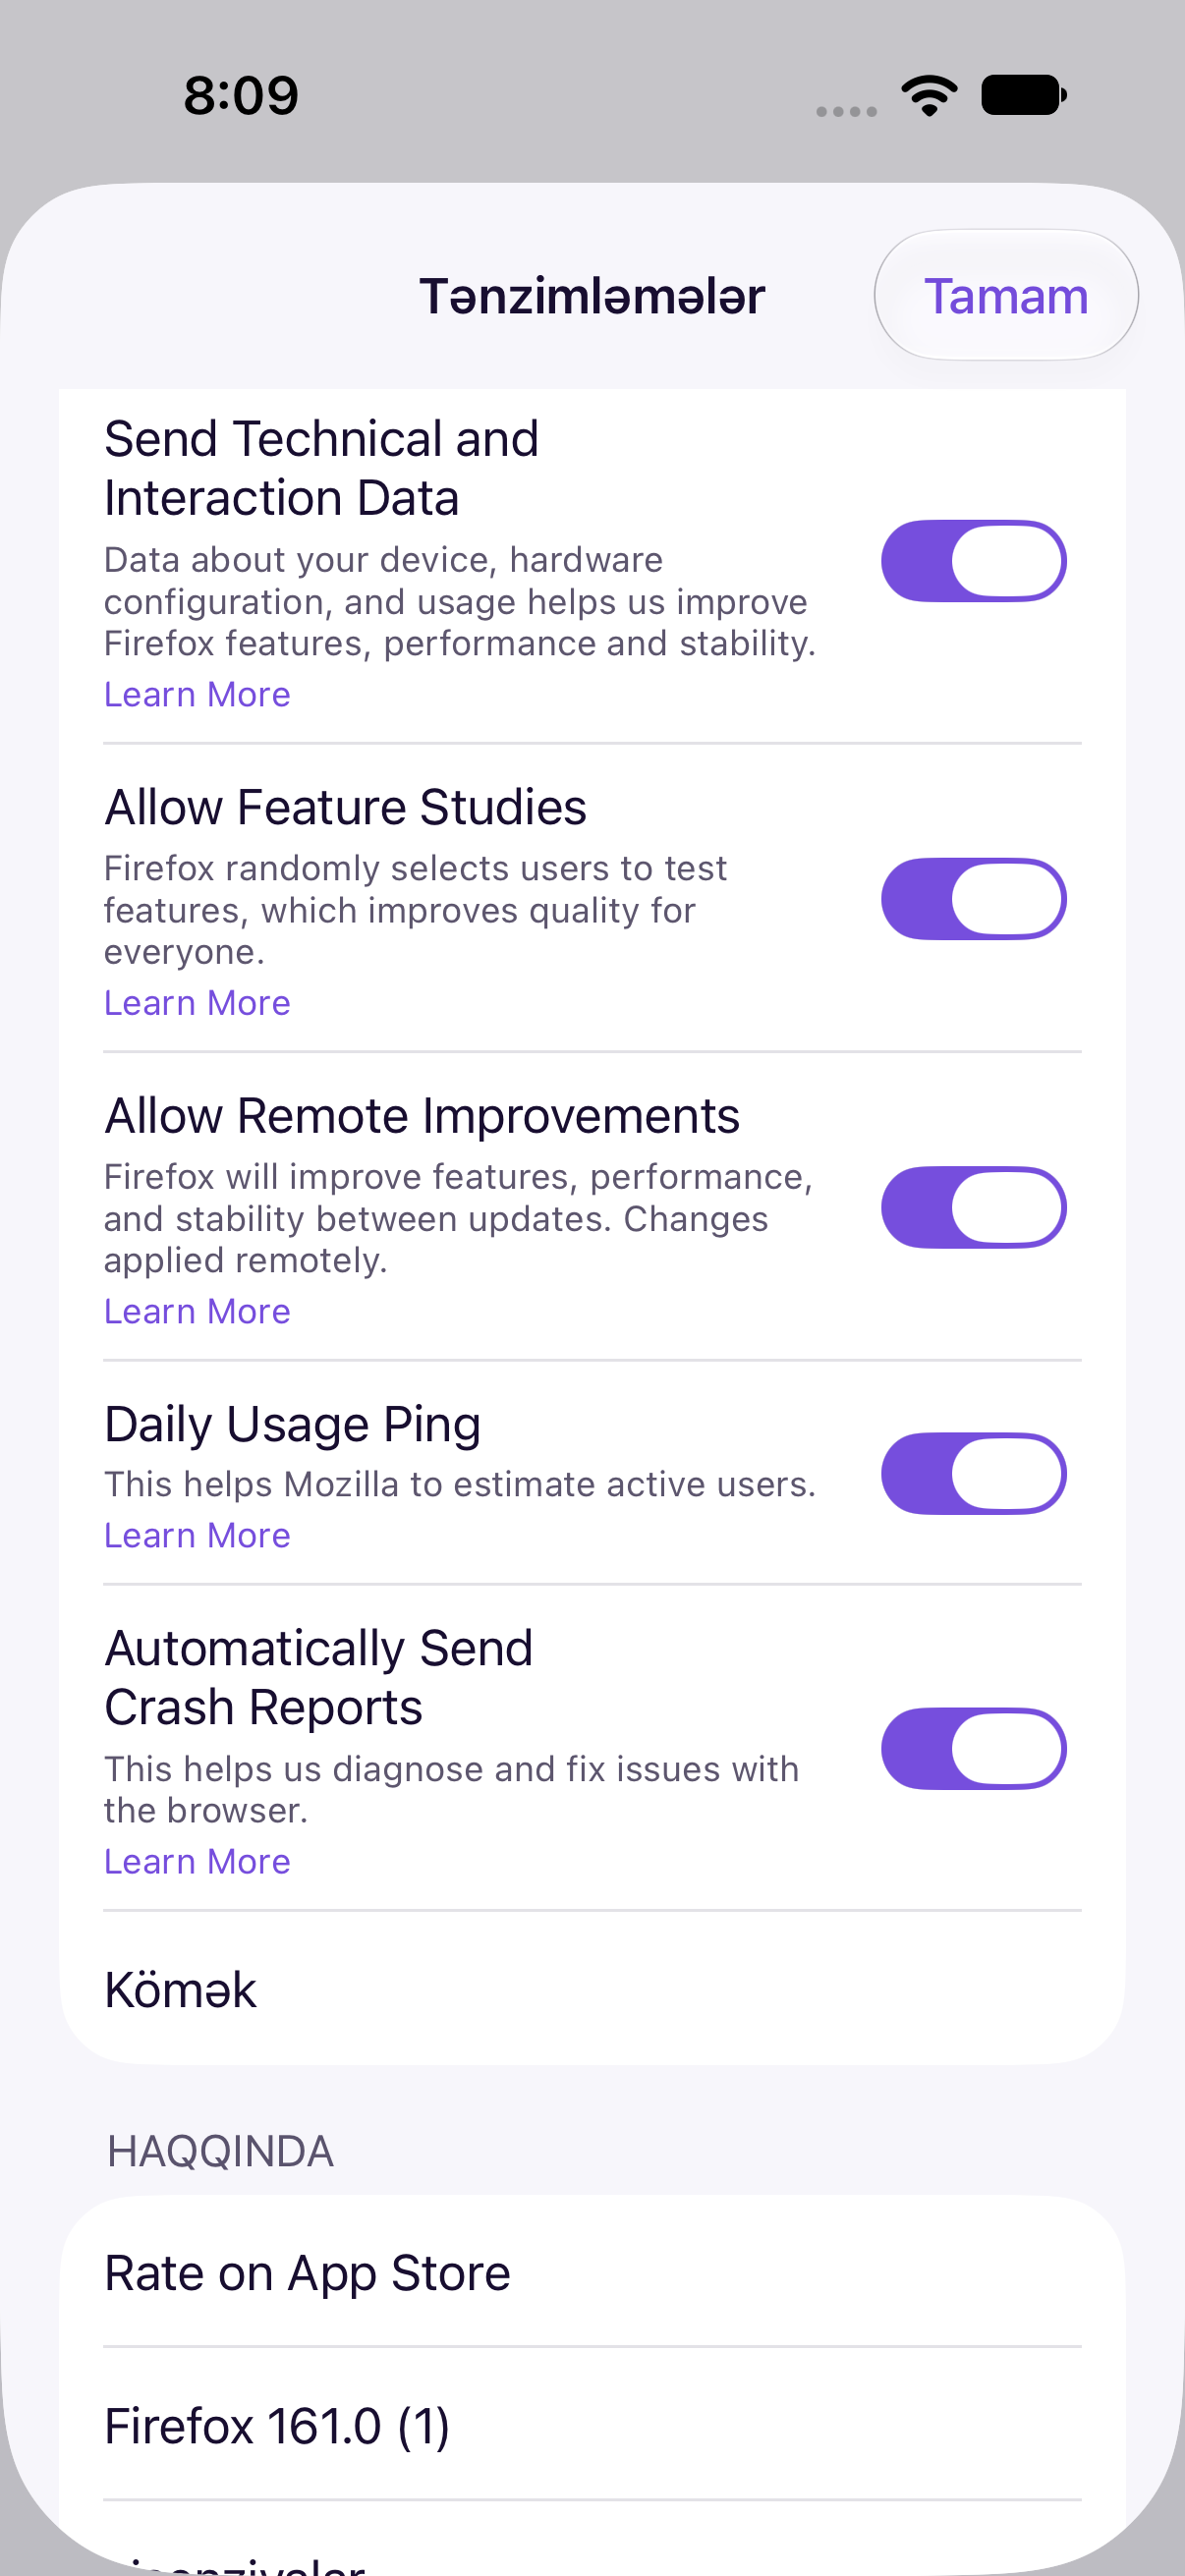 8:09
Tənzimləmələr
Tamam
Send Technical and
Interaction Data
Data about your device, hardware
configuration, and usage helps us improve
Firefox features, performance and stability.
Learn More
Allow Feature Studies
Firefox randomly selects users to test
features, which improves quality for
everyone.
Learn More
Allow Remote Improvements
Firefox will improve features, performance,
and stability between updates. Changes
applied remotely.
Learn More
Daily Usage Ping
This helps Mozilla to estimate active users.
Learn More
Automatically Send
Crash Reports
This helps us diagnose and fix issues with
the browser.
Learn More
Kömək
HAQQINDA
Rate on App Store
Firefox 161.0 (1)